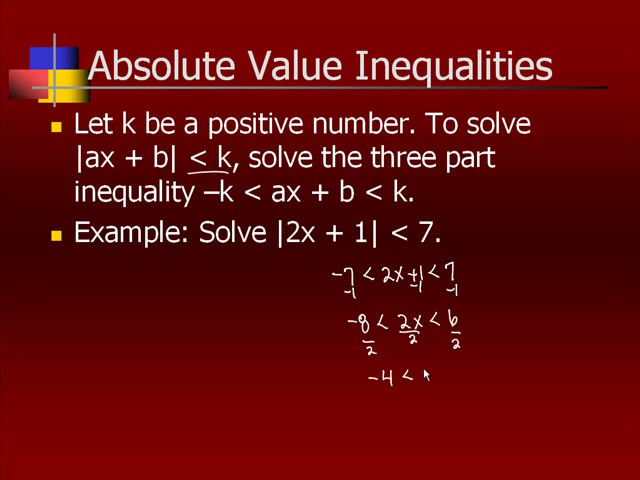 Absolute Value Inequalities
Let k be a positive number. To solve
|ax + b| < k, solve the three part
inequality –k < ax + b < k.
Example: Solve |2x + 1| < 7.
-7 < 2x +1 < 7
-1 -1 -1
-8 < 2x < 6
2 2 2
-4 <